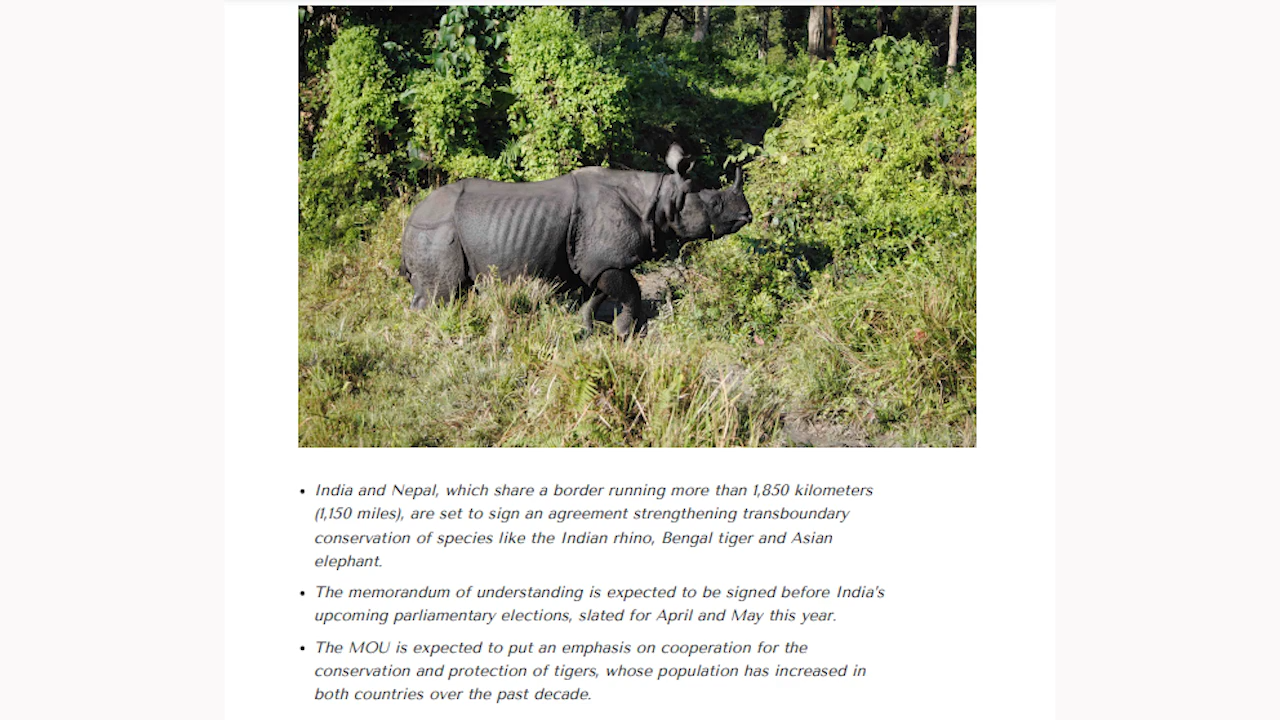 India and Nepal, which share a border running more than 1,850 kilometers
(1,150 miles), are set to sign an agreement strengthening transboundary
conservation of species like the Indian rhino, Bengal tiger and Asian
elephant.
The memorandum of understanding is expected to be signed before India's
upcoming parliamentary elections, slated for April and May this year.
The MOU is expected to put an emphasis on cooperation for the
conservation and protection of tigers, whose population has increased in
both countries over the past decade.